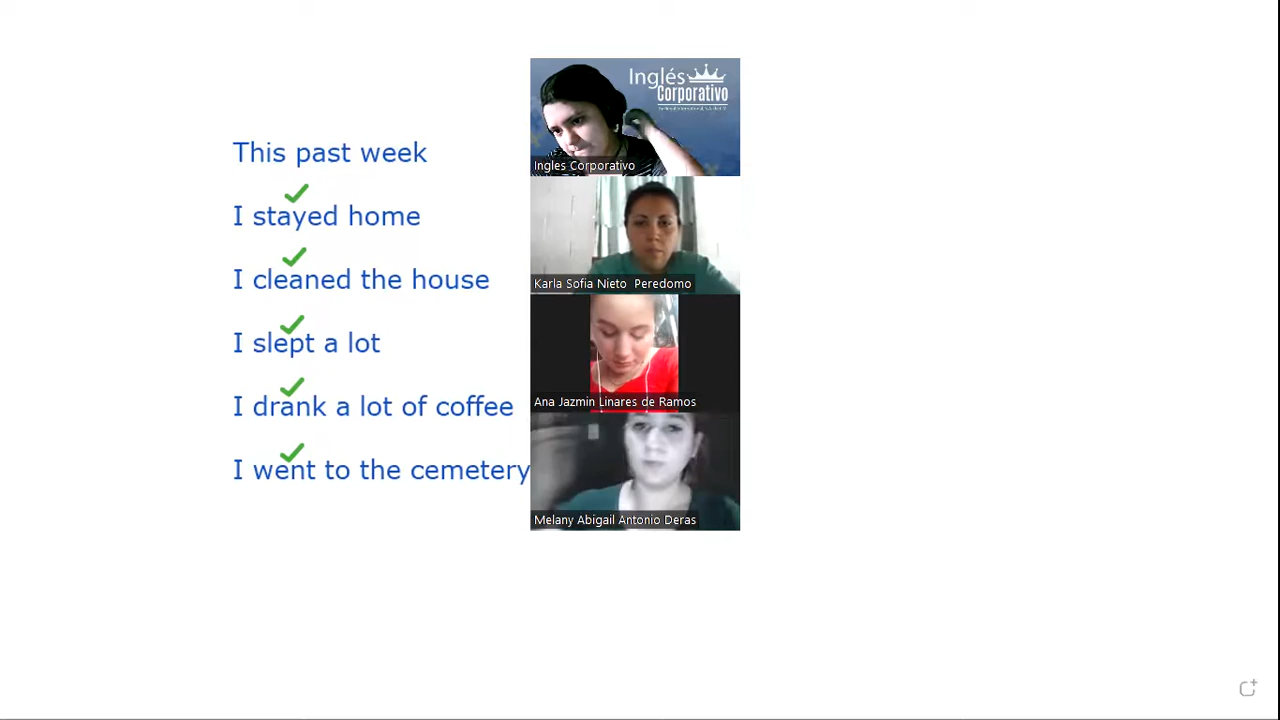 This past week
I stayed home
I cleaned the house
I slept a lot
I drank a lot of coffee
I went to the cemetery
Inglés
Corporativo
Ingles Corporativo
Karla Sofia Nieto Peredomo
Ana Jazmin Linares de Ramos
Melany Abigail Antonio Deras